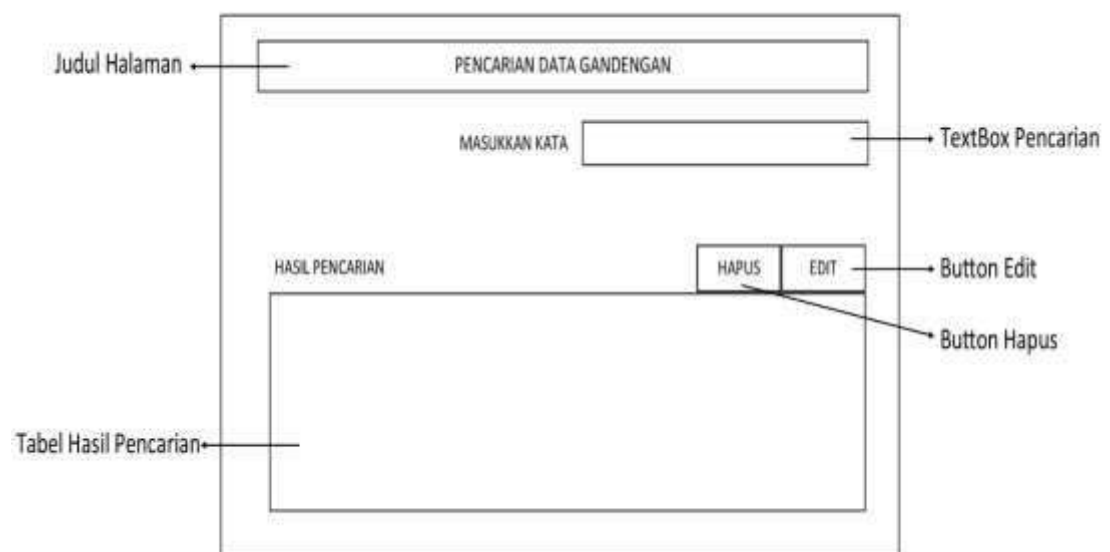 Judul Halaman
PENCARIAN DATA GANDENGAN
MASUKKAN KATA
TextBox Pencarian
HASIL PENCARIAN
HAPUS
EDIT
Button Edit
Button Hapus
Tabel Hasil Pencarian